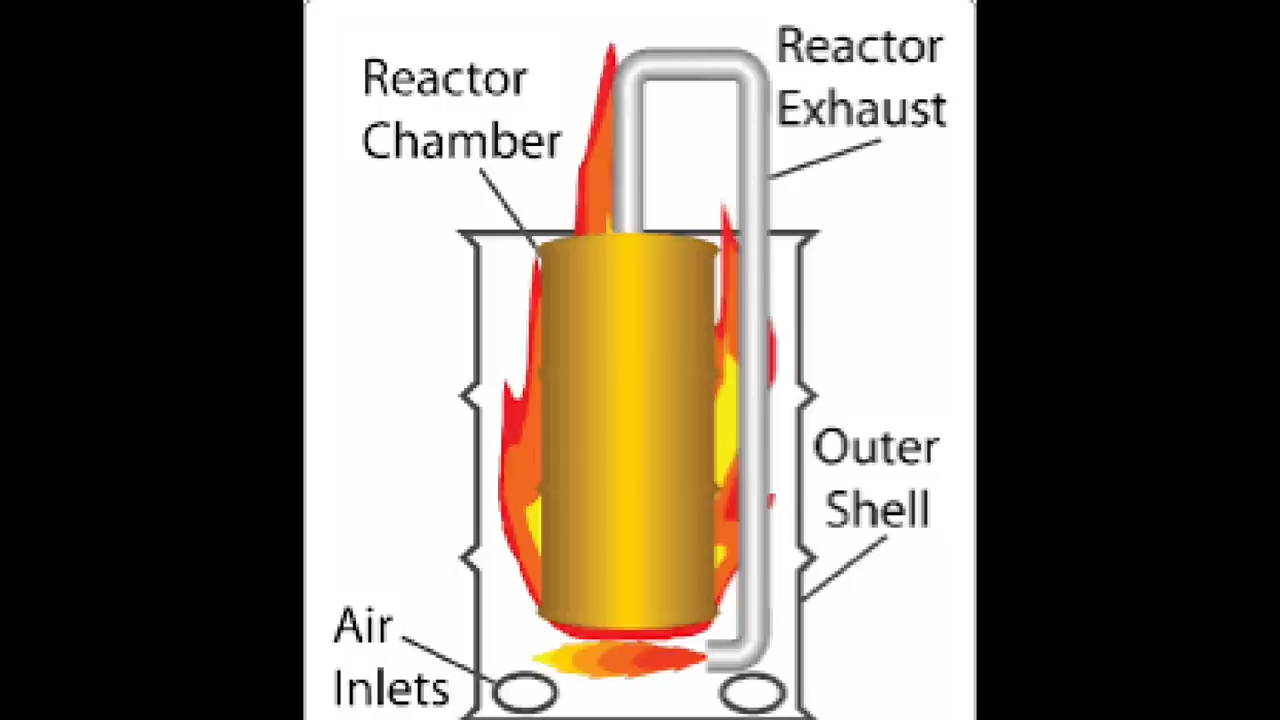 Reactor
Chamber
Reactor
Exhaust
Outer
Shell
Air
Inlets